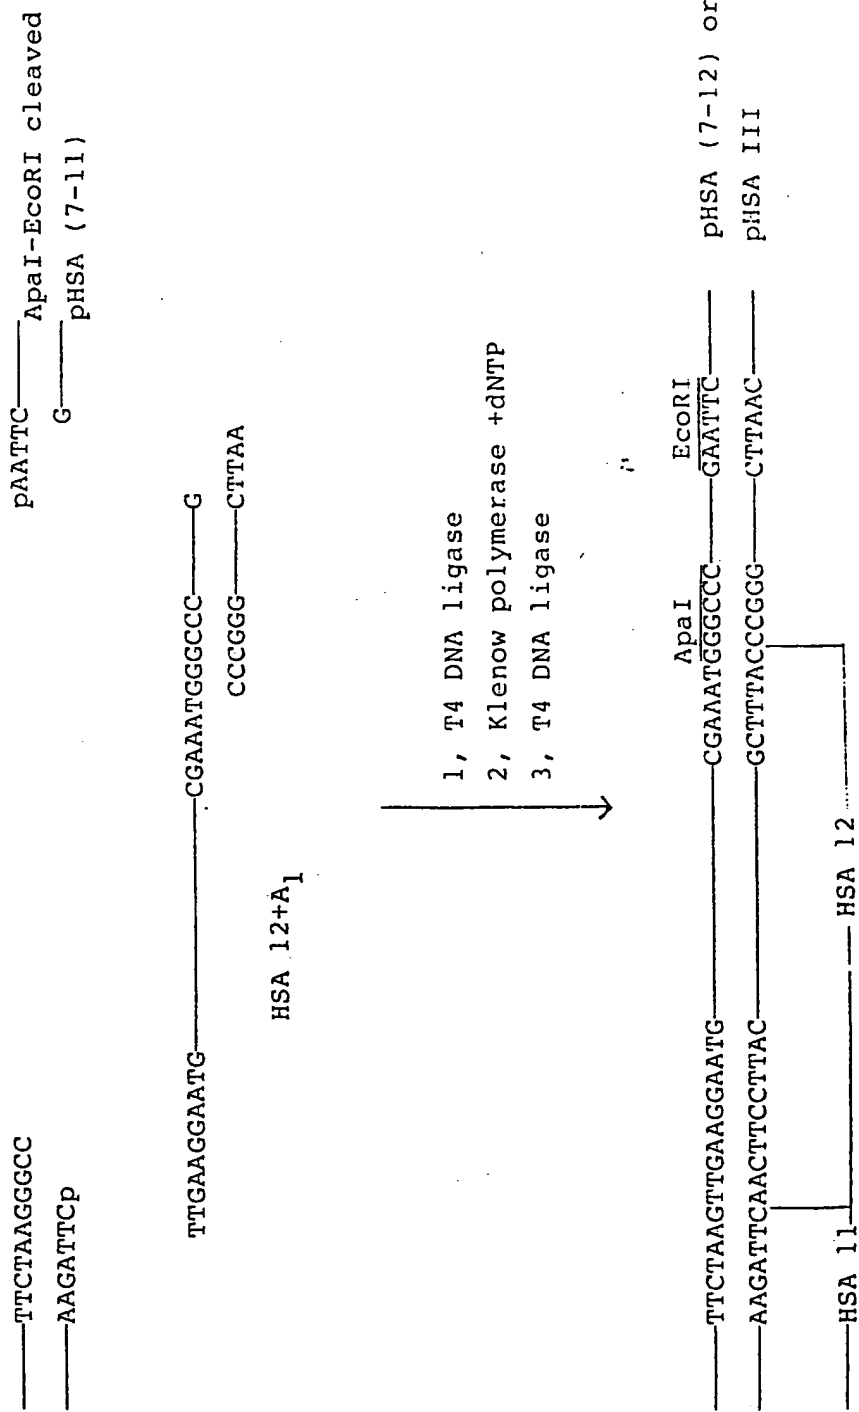 TTCTAAGGGCC pAATTC ApaI-EcoRI cleaved
AAGATTCp G pHSA (7-11)
TTGAAGGAATG CGAAATGGGCCC G
CCCGGG CTTAA
HSA 12+A1
1, T4 DNA ligase
2, Klenow polymerase +dNTP
3, T4 DNA ligase
ApaI EcoRI
TTCTAAGTTGAAGGAATG CGAAATGGGCCC GAATTC pHSA (7-12) or
AAGATTCAACTTCCTTAC GCTTTACCCGGG CTTAAC pHSA III
HSA 11 HSA 12